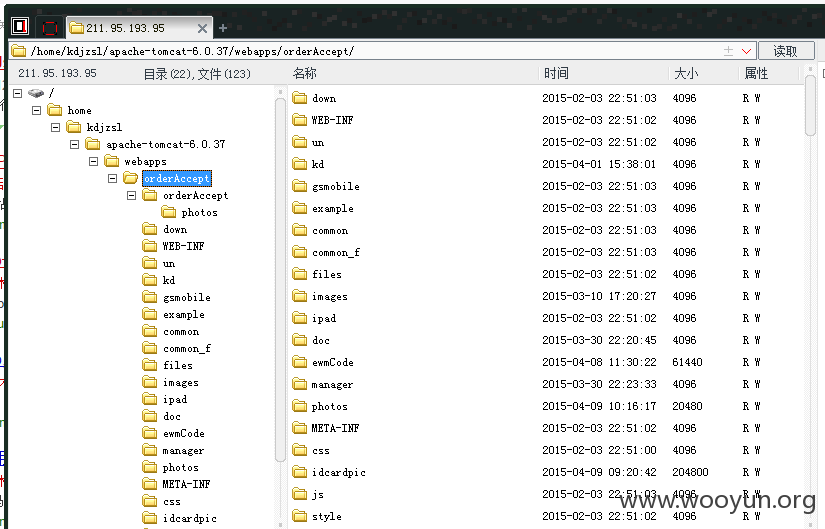 211.95.193.95
/home/kdjzsl/apache-tomcat-6.0.37/webapps/orderAccept/
读取
211.95.193.95 目录(22),文件(123)
名称 时间 大小 属性
/
home
kdjzsl
apache-tomcat-6.0.37
webapps
orderAccept
orderAccept
photos
down
WEB-INF
un
kd
gsmobile
example
common
common_f
files
images
ipad
doc
ewmCode
manager
photos
META-INF
css
idcardpic
down 2015-02-03 22:51:03 4096 R W
WEB-INF 2015-02-03 22:51:02 4096 R W
un 2015-02-03 22:51:02 4096 R W
kd 2015-04-01 15:38:01 4096 R W
gsmobile 2015-02-03 22:51:03 4096 R W
example 2015-02-03 22:51:03 4096 R W
common 2015-02-03 22:51:03 4096 R W
common_f 2015-02-03 22:51:03 4096 R W
files 2015-02-03 22:51:02 4096 R W
images 2015-03-10 17:20:27 4096 R W
ipad 2015-02-03 22:51:02 4096 R W
doc 2015-03-30 22:20:45 4096 R W
ewmCode 2015-04-08 11:30:22 61440 R W
manager 2015-03-30 22:23:33 4096 R W
photos 2015-04-09 10:16:17 20480 R W
META-INF 2015-02-03 22:51:02 4096 R W
css 2015-02-03 22:51:00 4096 R W
idcardpic 2015-04-09 09:20:42 204800 R W
js 2015-02-03 22:51:03 4096 R W
style 2015-02-03 22:51:02 4096 R W
www.wooyun.org